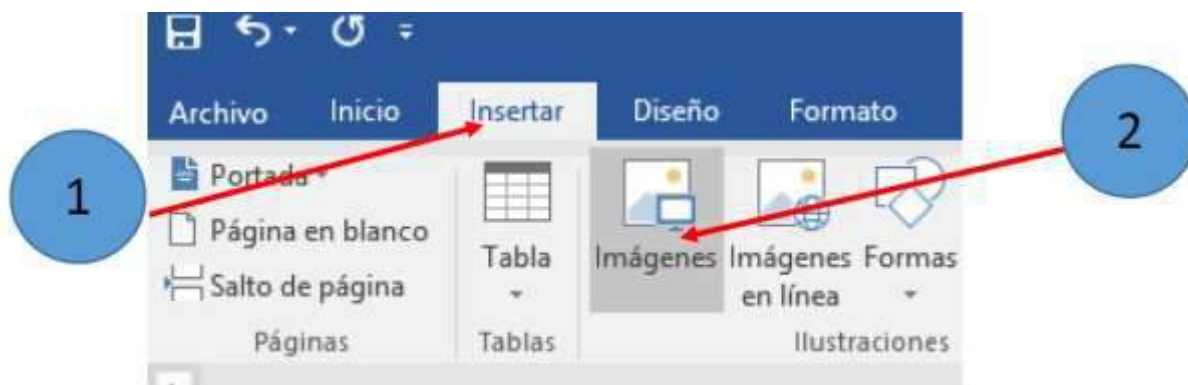 Archivo Inicio Insertar Diseño Formato
1
2
Portada
Página en blanco
Salto de página
Páginas
Tabla
Tablas
Imágenes
Imágenes
en línea
Formas
Ilustraciones